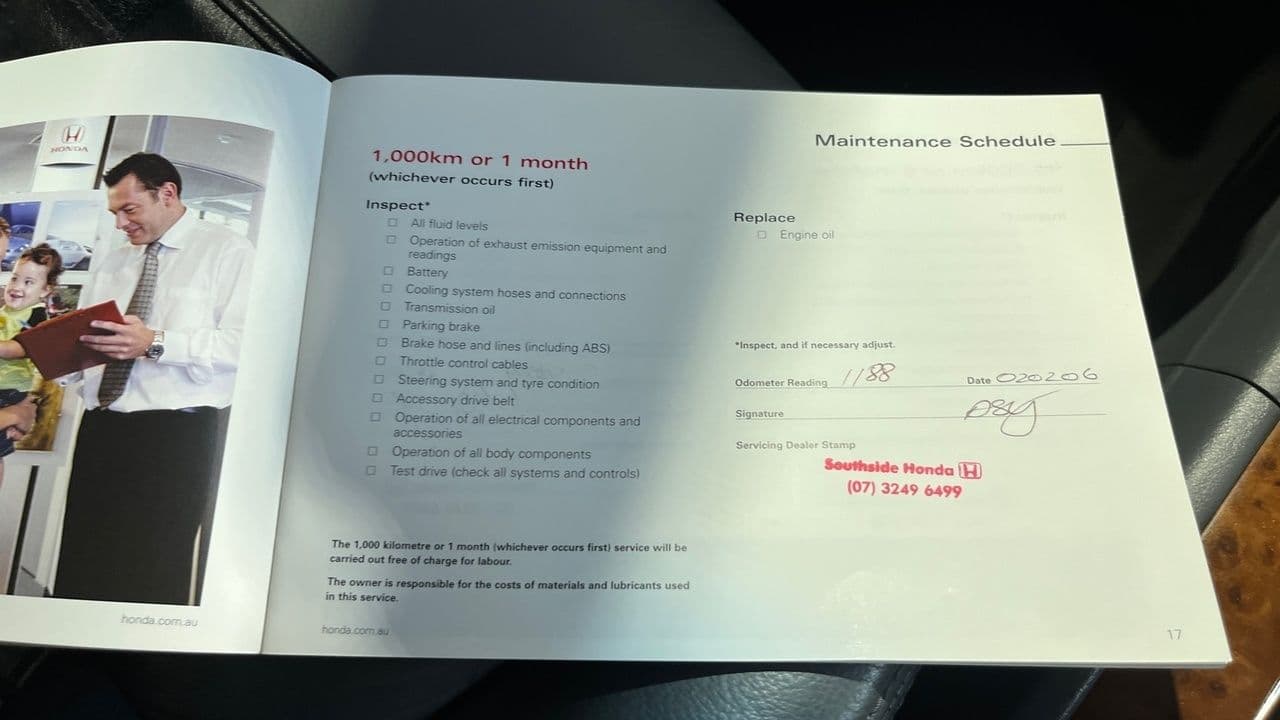 HONDA
honda.com.au
Maintenance Schedule
1,000km or 1 month
(whichever occurs first)
Inspect*
All fluid levels
Operation of exhaust emission equipment and
readings
Battery
Cooling system hoses and connections
Transmission oil
Parking brake
Brake hose and lines (including ABS)
Throttle control cables
Steering system and tyre condition
Accessory drive belt
Operation of all electrical components and
accessories
Operation of all body components
Test drive (check all systems and controls)
The 1,000 kilometre or 1 month (whichever occurs first) service will be
carried out free of charge for labour.
The owner is responsible for the costs of materials and lubricants used
in this service.
honda.com.au
Replace
Engine oil
*Inspect, and if necessary adjust.
Odometer Reading 1188 Date 020206
Signature
Servicing Dealer Stamp
Southside Honda
(07) 3249 6499
17